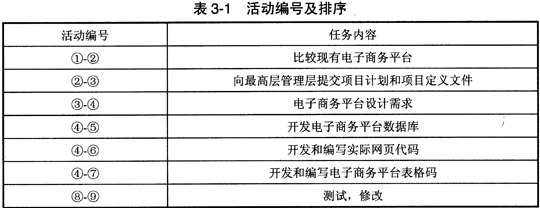 表 3-1 活动编号及排序
活动编号 任务内容
①-② 比较现有电子商务平台
②-③ 向最高层管理层提交项目计划和项目定义文件
③-④ 电子商务平台设计需求
④-⑤ 开发电子商务平台数据库
④-⑥ 开发和编写实际网页代码
④-⑦ 开发和编写电子商务平台表格码
⑧-⑨ 测试，修改